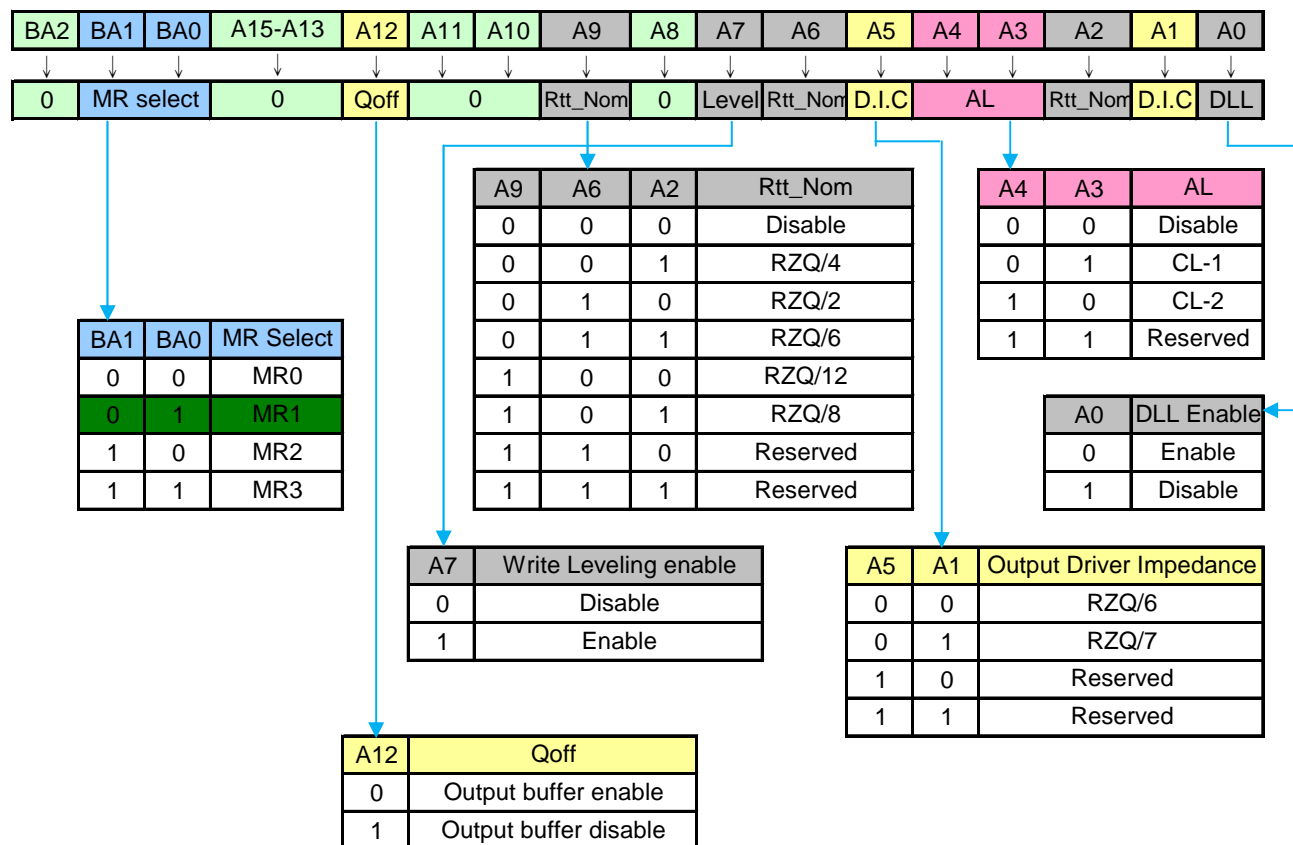 BA2 BA1 BA0 A15-A13 A12 A11 A10 A9 A8 A7 A6 A5 A4 A3 A2 A1 A0
0 MR select 0 Qoff 0 Rtt_Nom 0 Level Rtt_Nom D.I.C AL Rtt_Nom D.I.C DLL
A9 A6 A2 Rtt_Nom
0 0 0 Disable
0 0 1 RZQ/4
0 1 0 RZQ/2
0 1 1 RZQ/6
1 0 0 RZQ/12
1 0 1 RZQ/8
1 1 0 Reserved
1 1 1 Reserved
A4 A3 AL
0 0 Disable
0 1 CL-1
1 0 CL-2
1 1 Reserved
BA1 BA0 MR Select
0 0 MR0
0 1 MR1
1 0 MR2
1 1 MR3
A0 DLL Enable
0 Enable
1 Disable
A7 Write Leveling enable
0 Disable
1 Enable
A5 A1 Output Driver Impedance
0 0 RZQ/6
0 1 RZQ/7
1 0 Reserved
1 1 Reserved
A12 Qoff
0 Output buffer enable
1 Output buffer disable